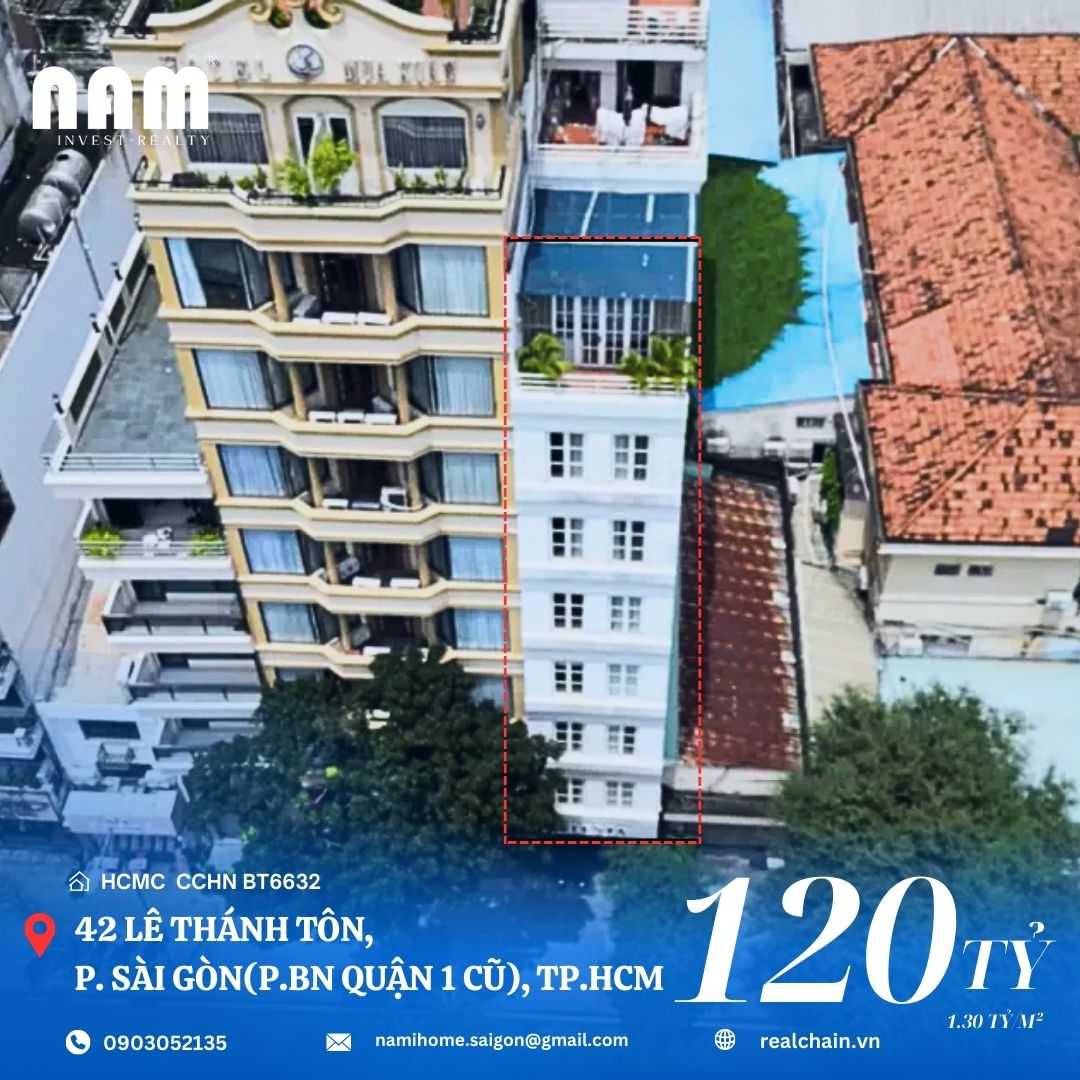 NAM®
INVEST-REALTY
HCMC CCHN BT6632
42 LÊ THÁNH TÔN,
P. SÀI GÒN(P.BN QUẬN 1 CŨ), TP.HCM
120 TỶ
1.30 TỶ/M²
0903052135
namihome.saigon@gmail.com
realchain.vn